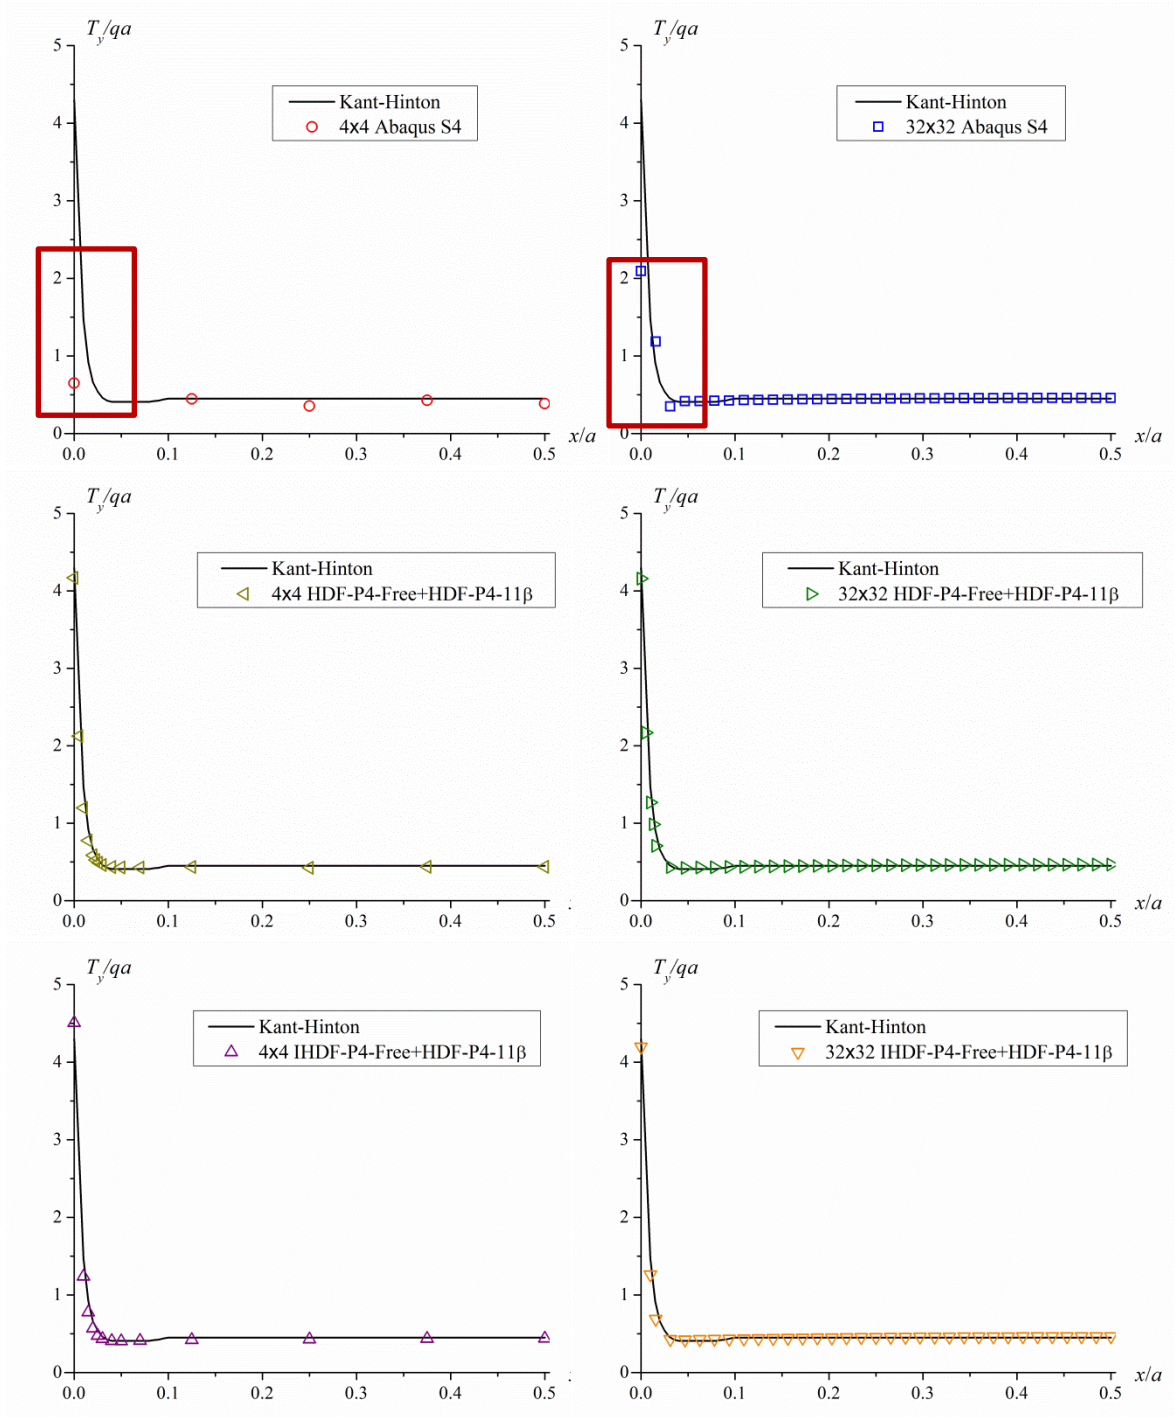 T_y/qa
5
Kant-Hinton
4x4 Abaqus S4
4
3
2
1
0
0.0 0.1 0.2 0.3 0.4 0.5
x/a
T_y/qa
5
Kant-Hinton
32x32 Abaqus S4
4
3
2
1
0
0.0 0.1 0.2 0.3 0.4 0.5
x/a
T_y/qa
5
Kant-Hinton
4x4 HDF-P4-Free+HDF-P4-11β
4
3
2
1
0
0.0 0.1 0.2 0.3 0.4 0.5
T_y/qa
5
Kant-Hinton
32x32 HDF-P4-Free+HDF-P4-11β
4
3
2
1
0
0.0 0.1 0.2 0.3 0.4 0.5
x/a
T_y/qa
5
Kant-Hinton
4x4 IHDF-P4-Free+HDF-P4-11β
4
3
2
1
0
0.0 0.1 0.2 0.3 0.4 0.5
T_y/qa
5
Kant-Hinton
32x32 IHDF-P4-Free+HDF-P4-11β
4
3
2
1
0
0.0 0.1 0.2 0.3 0.4 0.5
x/a